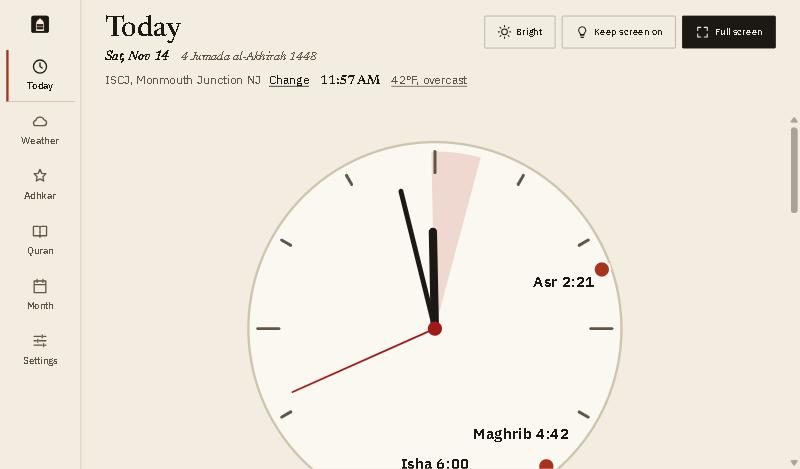 Today
Sat, Nov 14 4 Jumada al-Akhirah 1448
ISCJ, Monmouth Junction NJ Change 11:57 AM 42°F, overcast
Bright
Keep screen on
Full screen
Today
Weather
Adhkar
Quran
Month
Settings
Asr 2:21
Maghrib 4:42
Isha 6:00